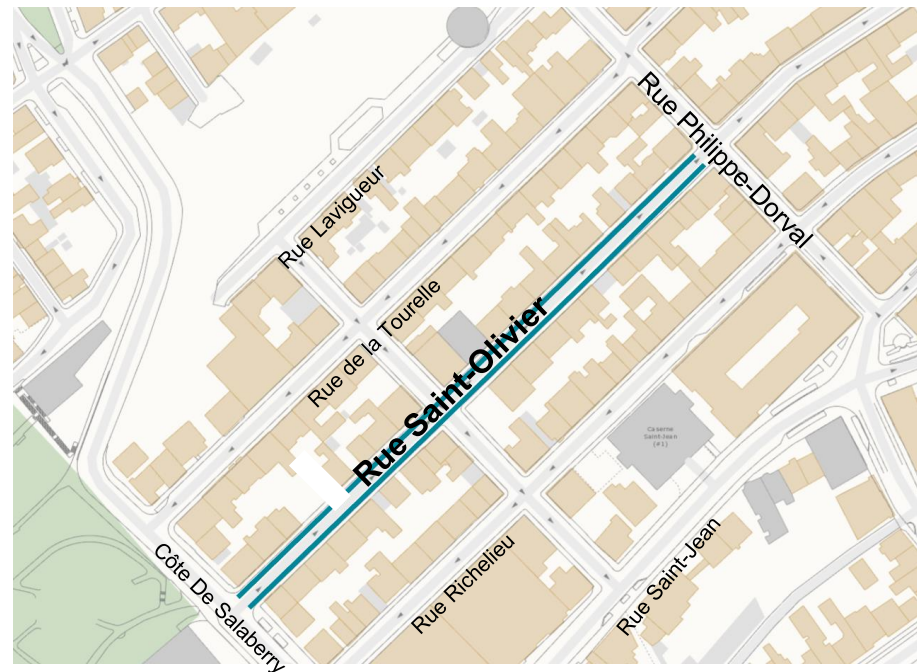 Rue Philippe-Dorval
Rue Lavigueur
Rue de la Tourelle
Rue Saint-Olivier
Caserne
Saint-Jean
(#1)
Côte De Salaberry
Rue Richelieu
Rue Saint-Jean